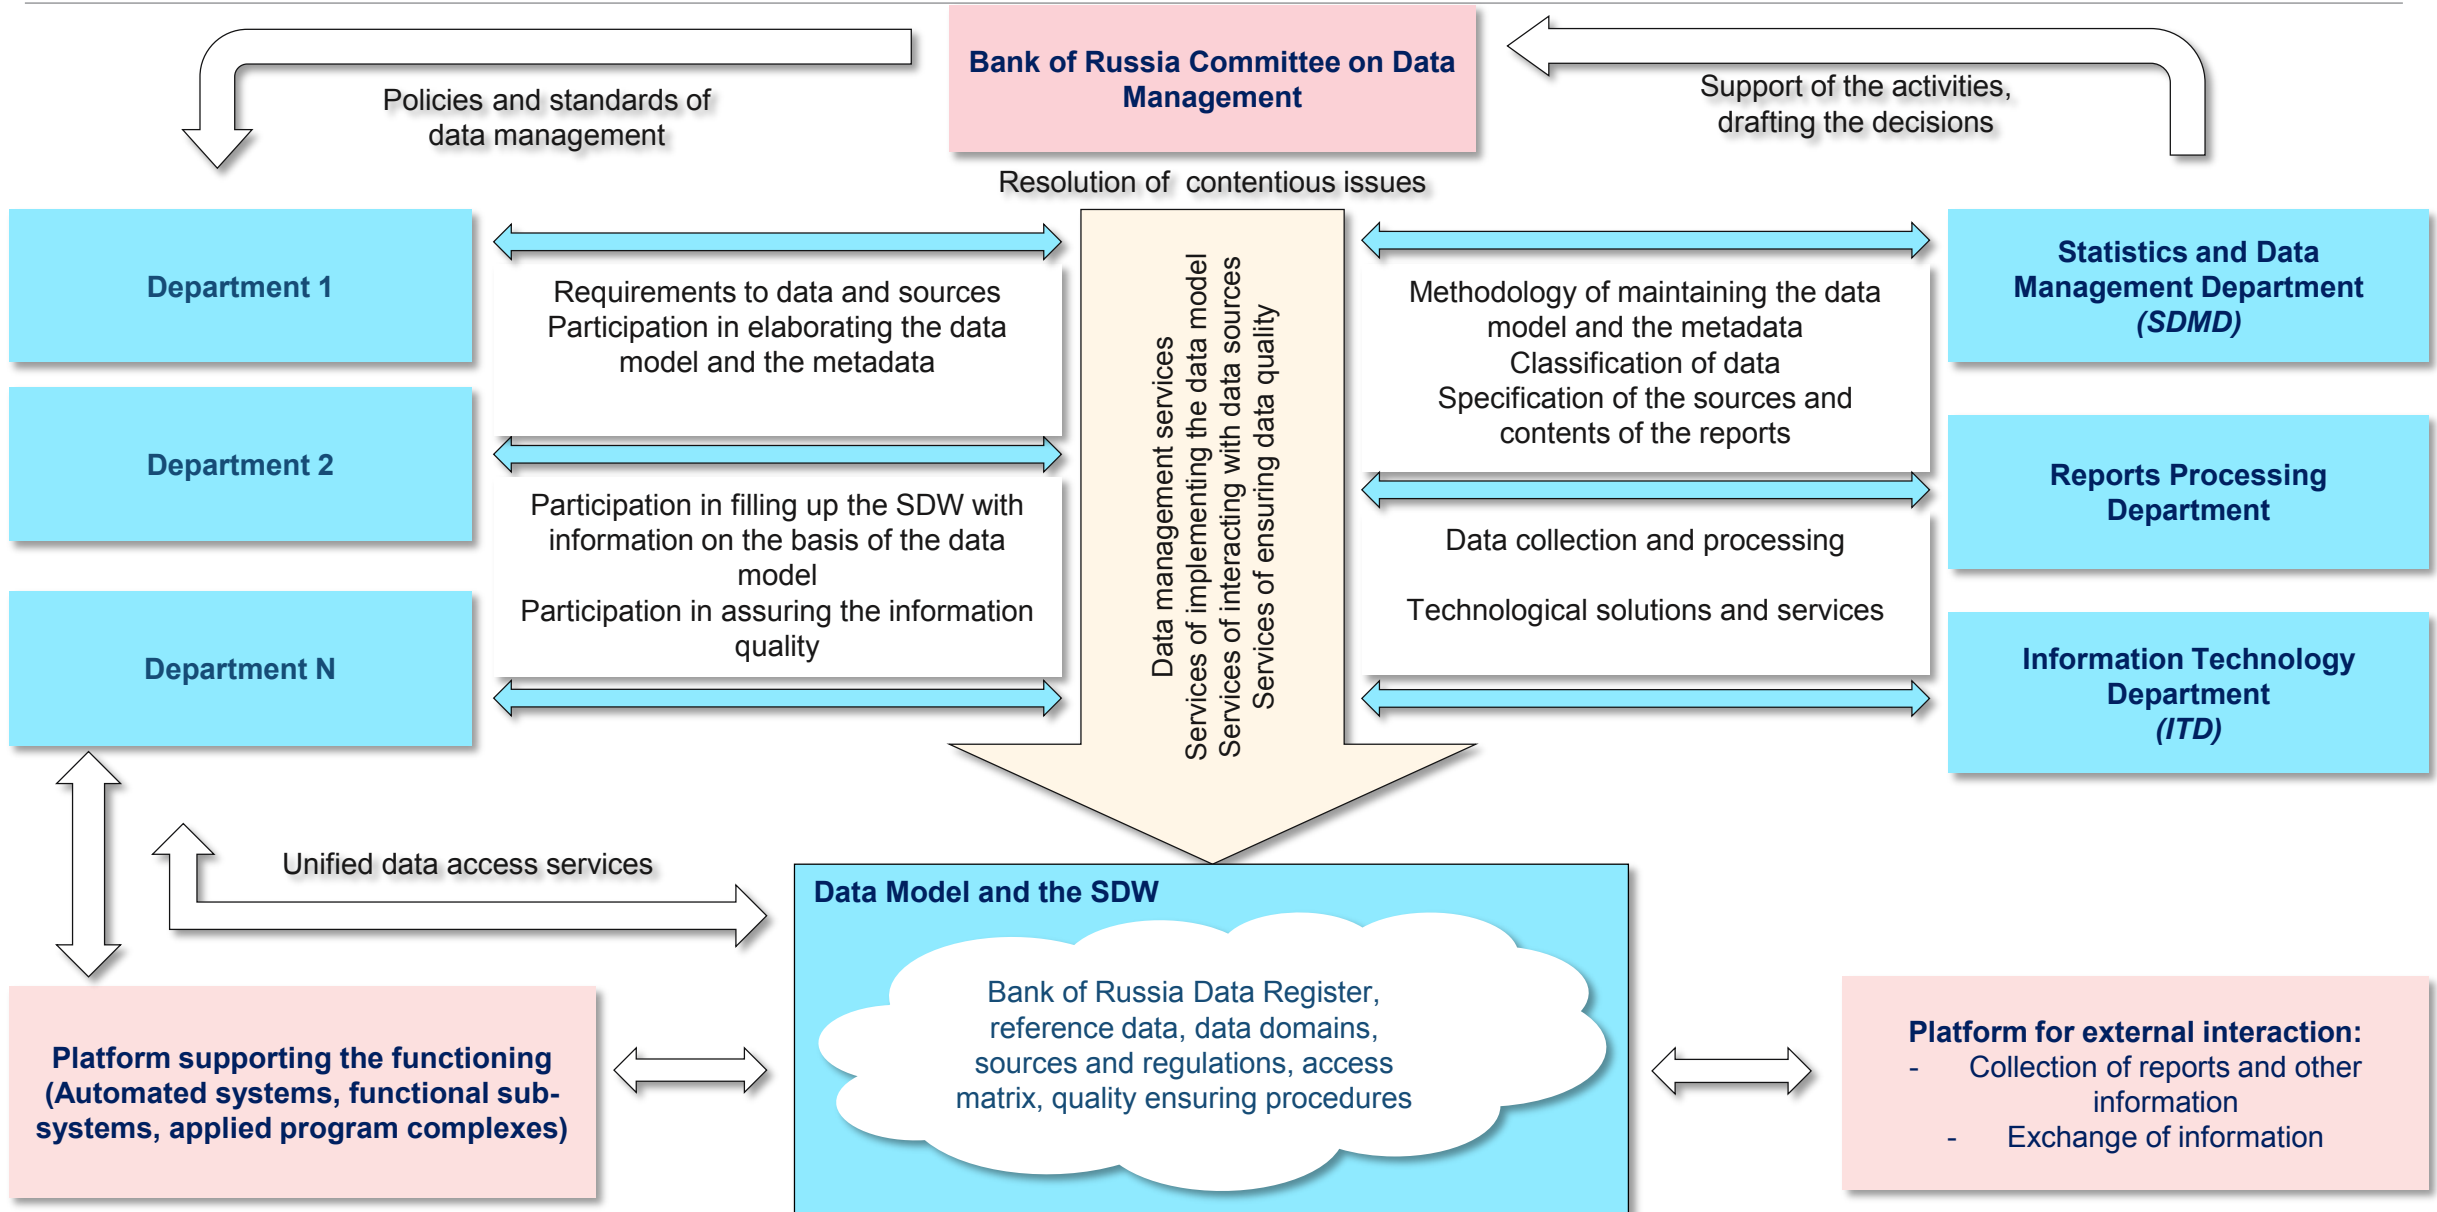 Bank of Russia Committee on Data
Management
Policies and standards of
data management
Support of the activities,
drafting the decisions
Resolution of contentious issues
Department 1
Department 2
Department N
Requirements to data and sources
Participation in elaborating the data
model and the metadata
Participation in filling up the SDW with
information on the basis of the data
model
Participation in assuring the information
quality
Data management services
Services of implementing the data model
Services of interacting with data sources
Services of ensuring data quality
Methodology of maintaining the data
model and the metadata
Classification of data
Specification of the sources and
contents of the reports
Data collection and processing
Technological solutions and services
Statistics and Data
Management Department
(SDMD)
Reports Processing
Department
Information Technology
Department
(ITD)
Unified data access services
Data Model and the SDW
Bank of Russia Data Register,
reference data, data domains,
sources and regulations, access
matrix, quality ensuring procedures
Platform supporting the functioning
(Automated systems, functional sub-
systems, applied program complexes)
Platform for external interaction:
- Collection of reports and other
information
- Exchange of information